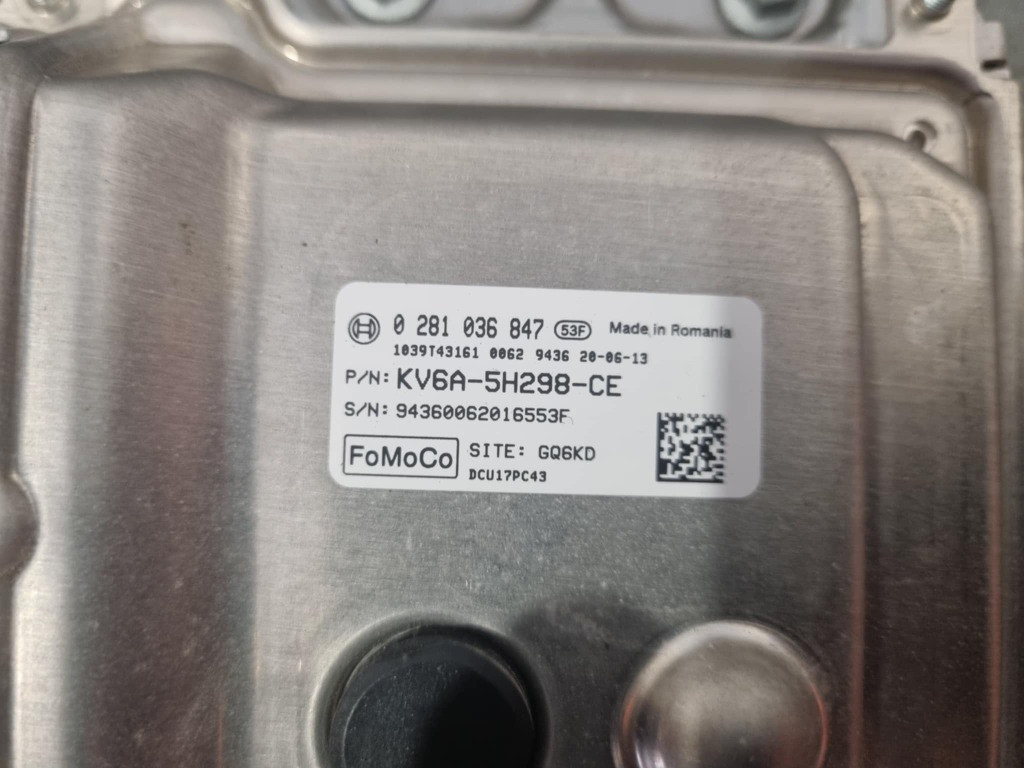 0 281 036 847 53F Made in Romania
1039T43161 0062 9436 20-06-13
P/N: KV6A-5H298-CE
S/N: 94360062016553F
FoMoCo SITE: GQ6KD
DCU17PC43